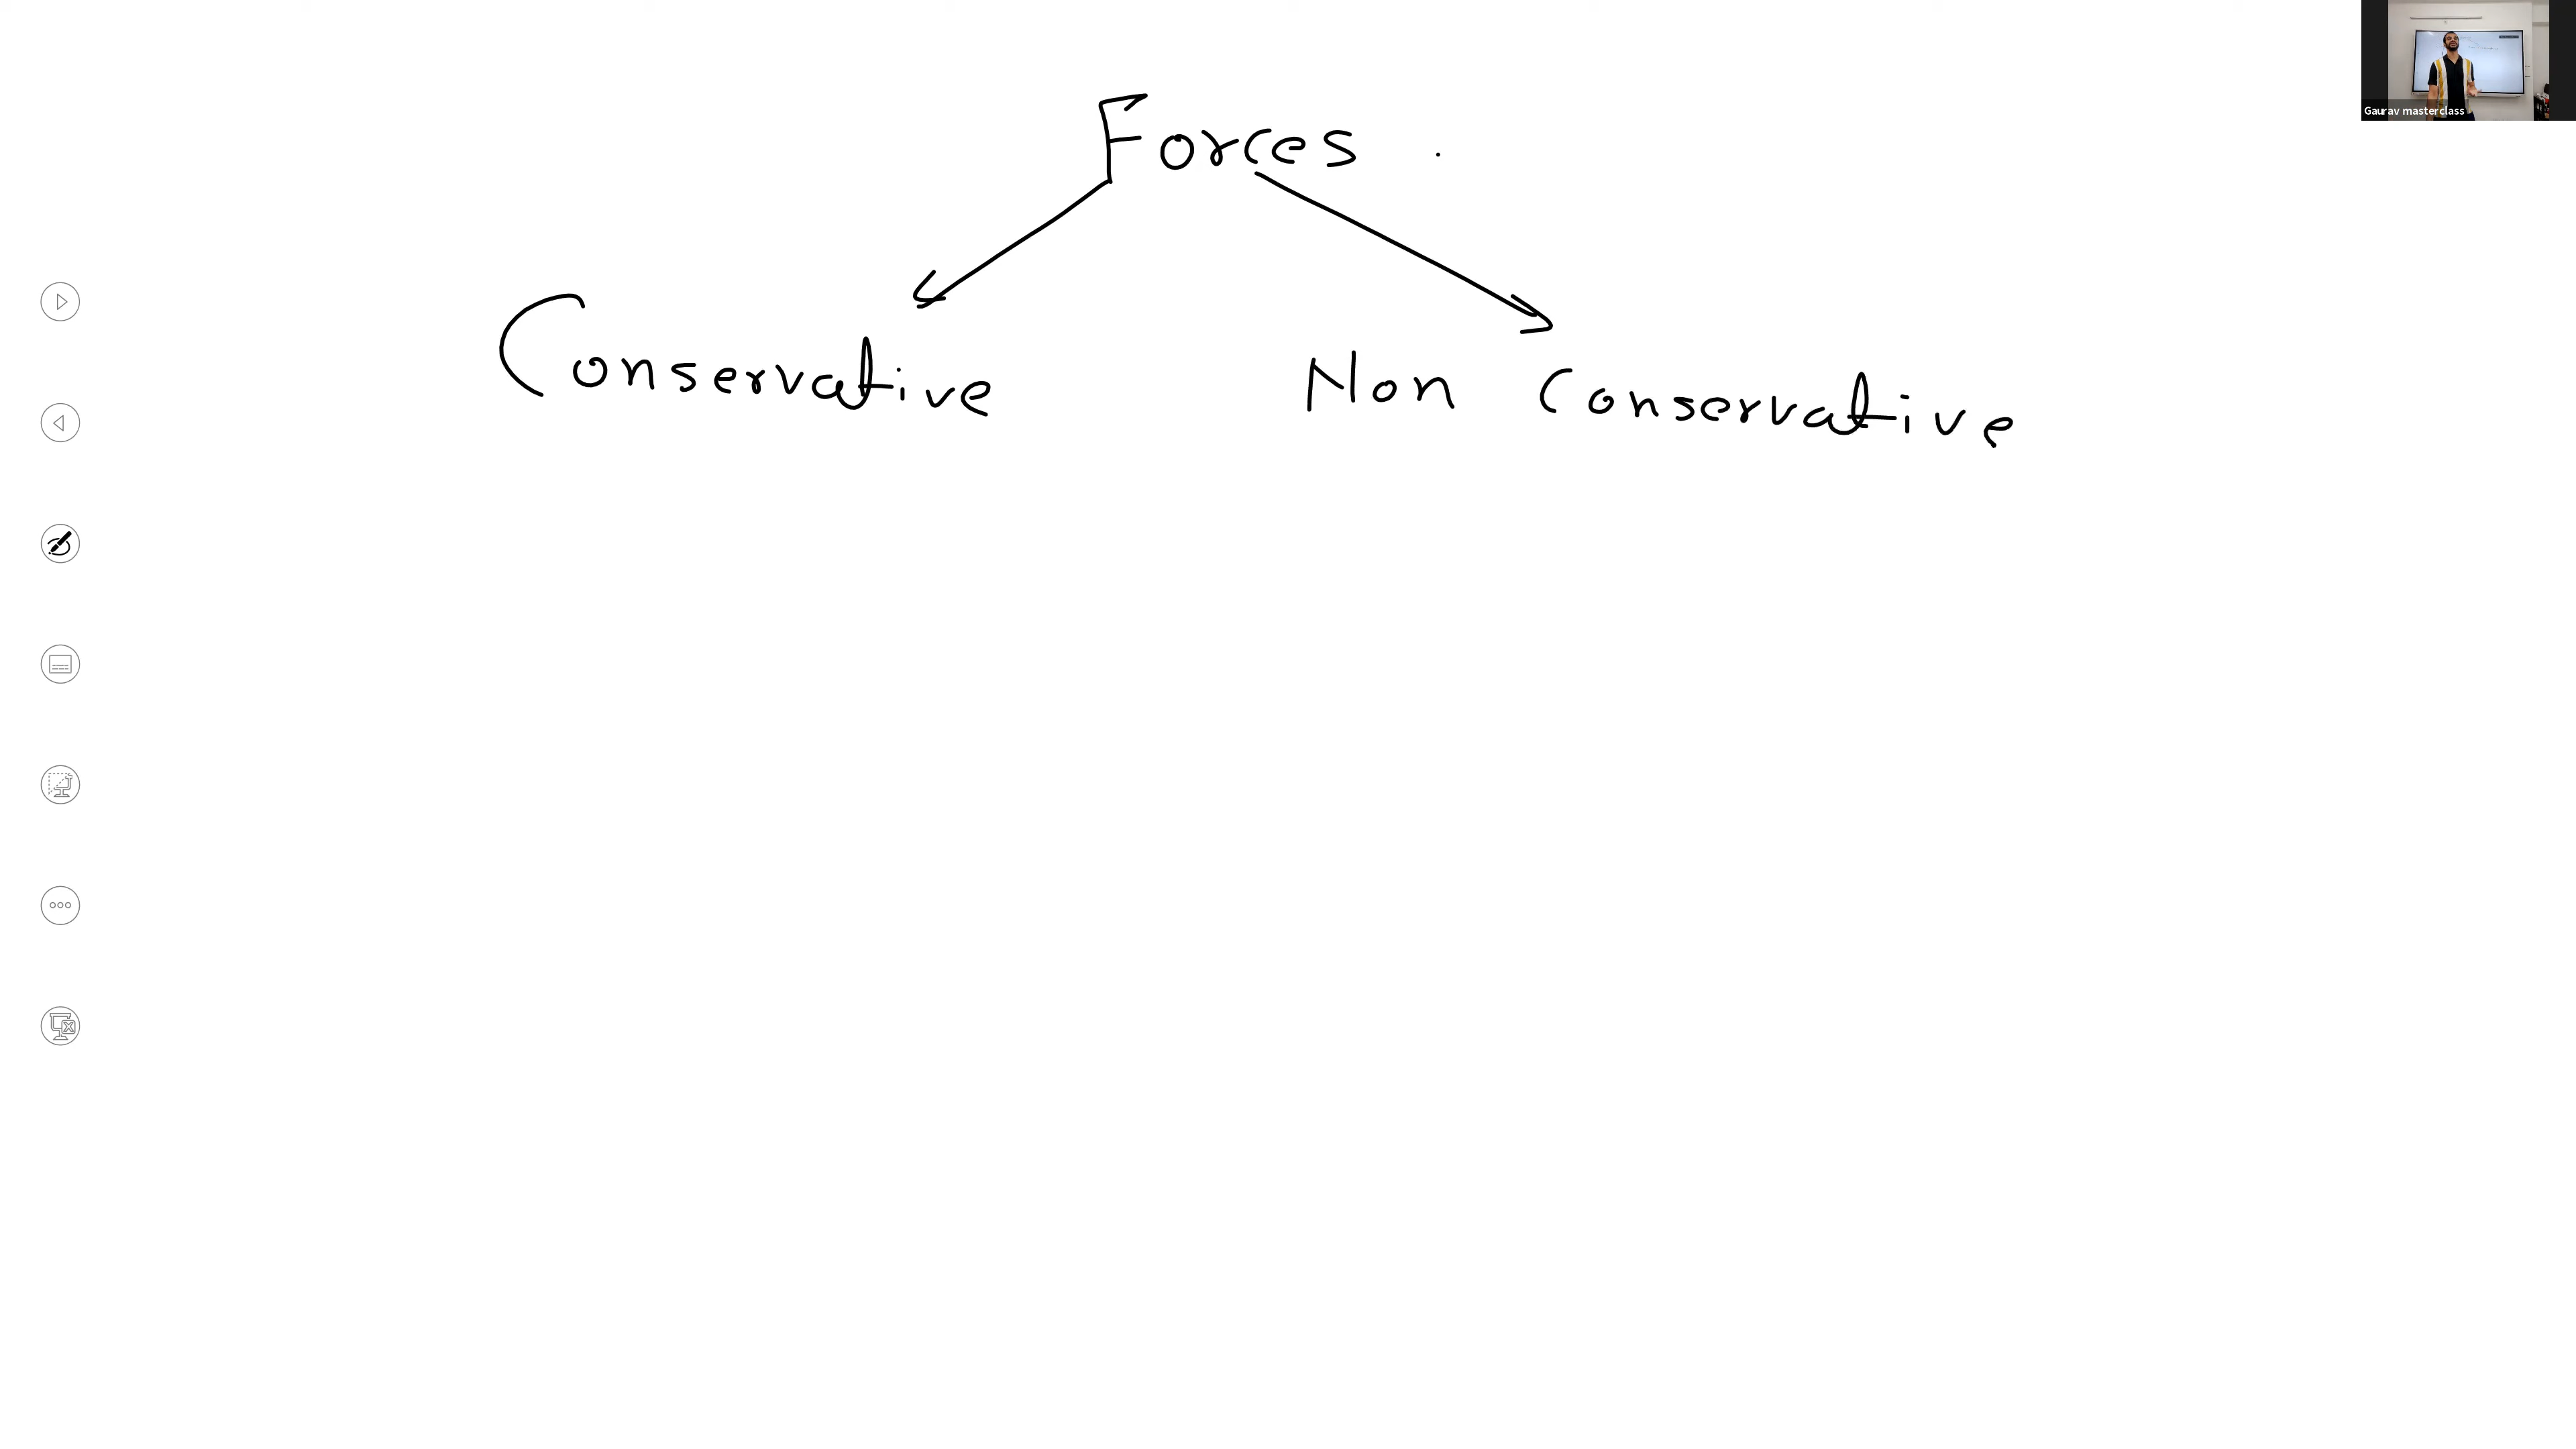 Forces .
Conservative
Non Conservative
Gaurav masterclass